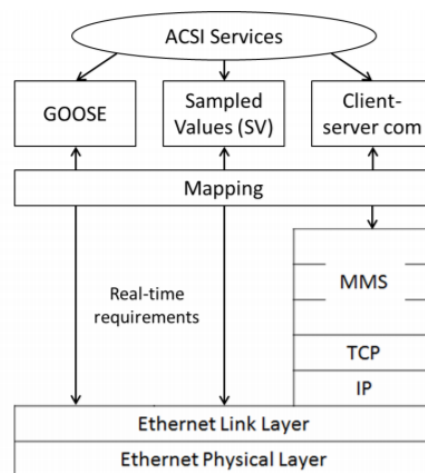 ACSI Services
GOOSE
Sampled
Values (SV)
Client-
server com
Mapping
Real-time
requirements
MMS
TCP
IP
Ethernet Link Layer
Ethernet Physical Layer